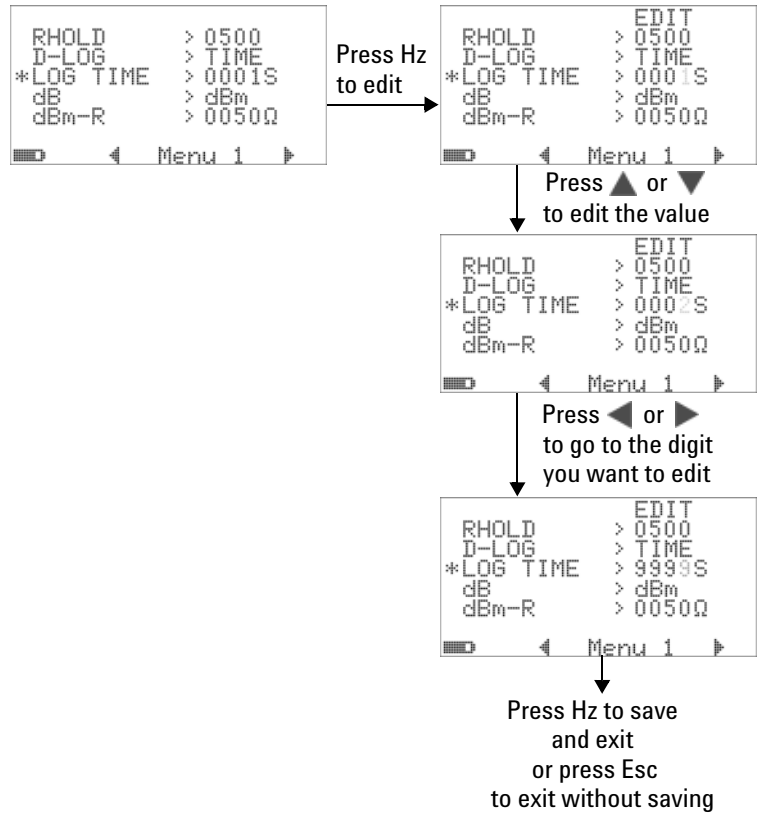 RHOLD > 0500
D-LOG > TIME
*LOG TIME > 0001S
dB > dBm
dBm-R > 0050Ω
Menu 1
Press Hz
to edit
EDIT
RHOLD > 0500
D-LOG > TIME
*LOG TIME > 0001S
dB > dBm
dBm-R > 0050Ω
Menu 1
Press ▲ or ▼
to edit the value
EDIT
RHOLD > 0500
D-LOG > TIME
*LOG TIME > 0002S
dB > dBm
dBm-R > 0050Ω
Menu 1
Press ◀ or ▶
to go to the digit
you want to edit
EDIT
RHOLD > 0500
D-LOG > TIME
*LOG TIME > 9999S
dB > dBm
dBm-R > 0050Ω
Menu 1
Press Hz to save
and exit
or press Esc
to exit without saving